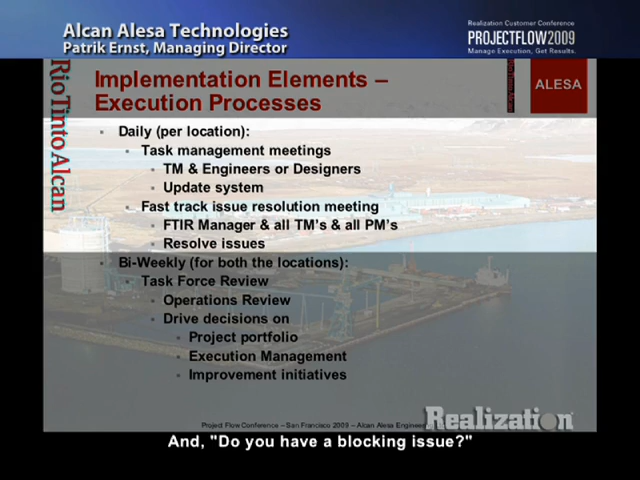 Alcan Alesa Technologies
Patrik Ernst, Managing Director
Realization Customer Conference
PROJECTFLOW2009
Manage Execution, Get Results.
RioTintoAlcan
Implementation Elements –
Execution Processes
ALESA
Daily (per location):
Task management meetings
TM & Engineers or Designers
Update system
Fast track issue resolution meeting
FTIR Manager & all TM's & all PM's
Resolve issues
Bi-Weekly (for both the locations):
Task Force Review
Operations Review
Drive decisions on
Project portfolio
Execution Management
Improvement initiatives
Project Flow Conference – San Francisco 2009 – Alcan Alesa Engineering
Realization
And, "Do you have a blocking issue?"